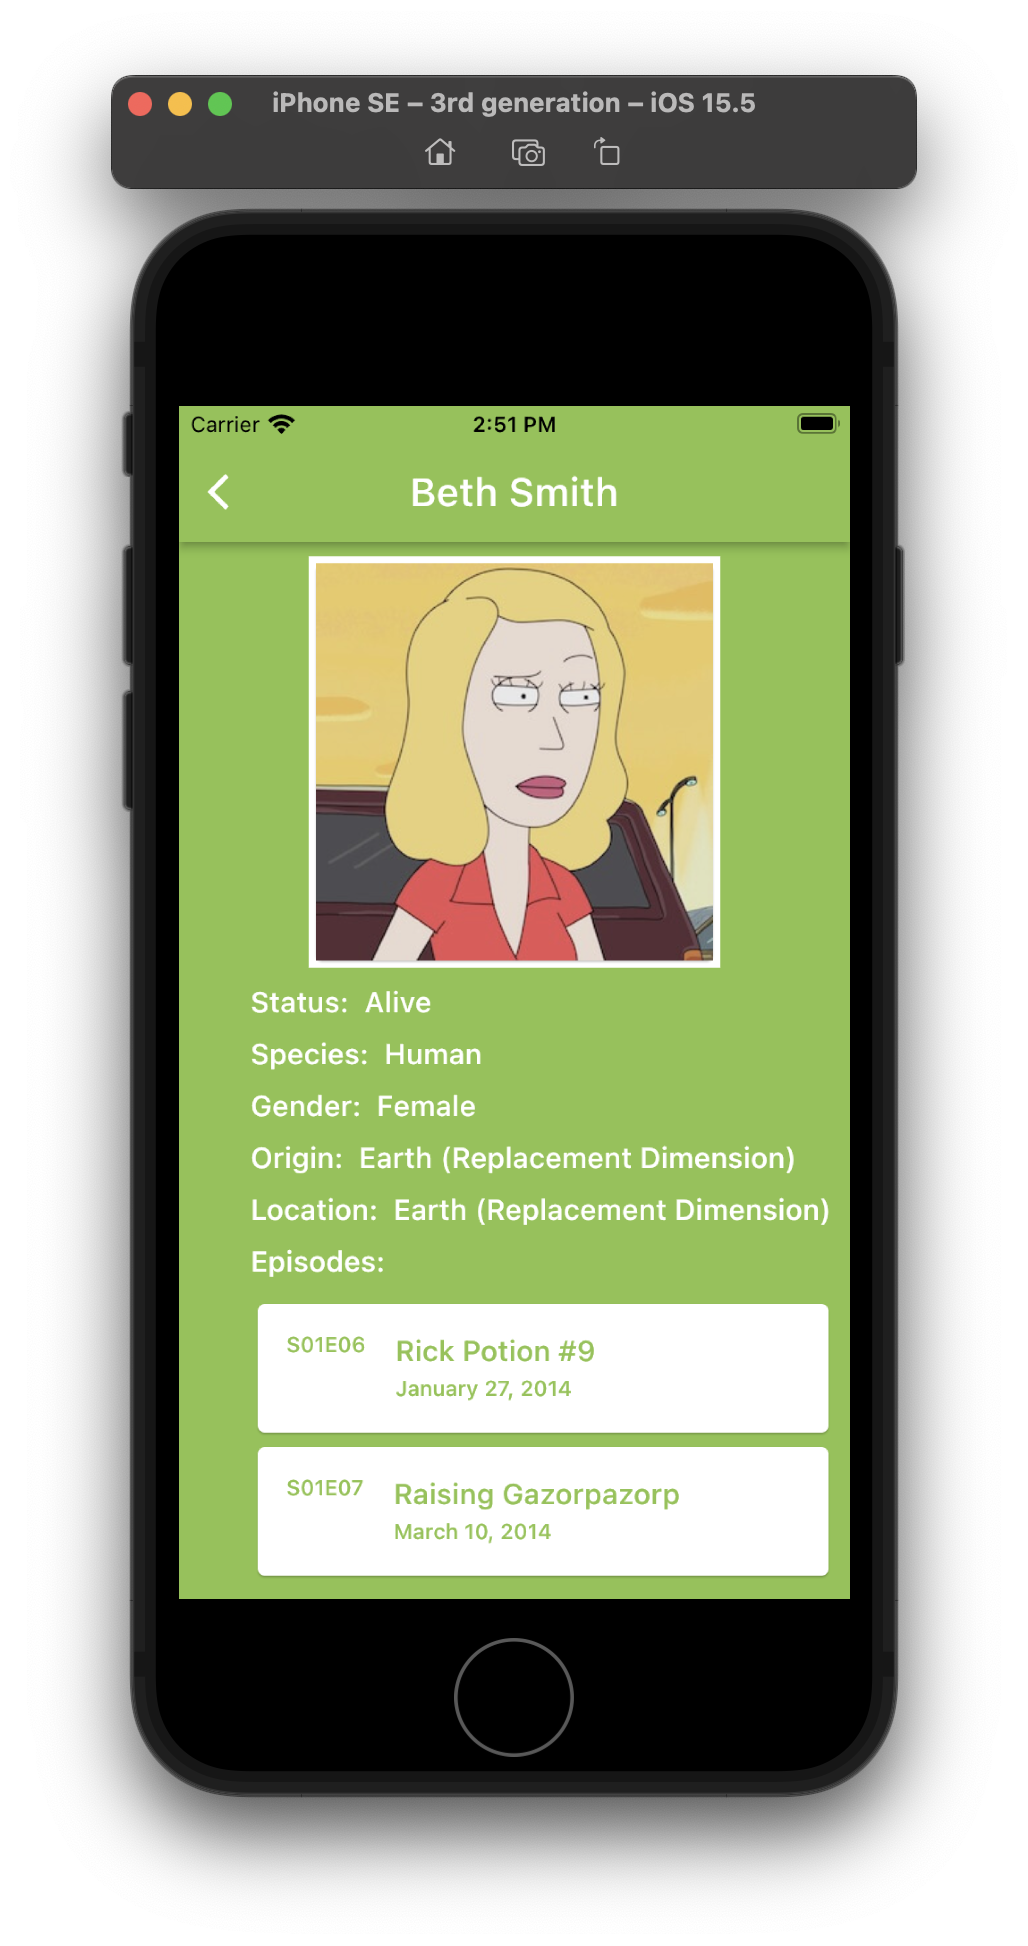 iPhone SE – 3rd generation – iOS 15.5
Carrier 2:51 PM
Beth Smith
Status: Alive
Species: Human
Gender: Female
Origin: Earth (Replacement Dimension)
Location: Earth (Replacement Dimension)
Episodes:
S01E06 Rick Potion #9
January 27, 2014
S01E07 Raising Gazorpazorp
March 10, 2014